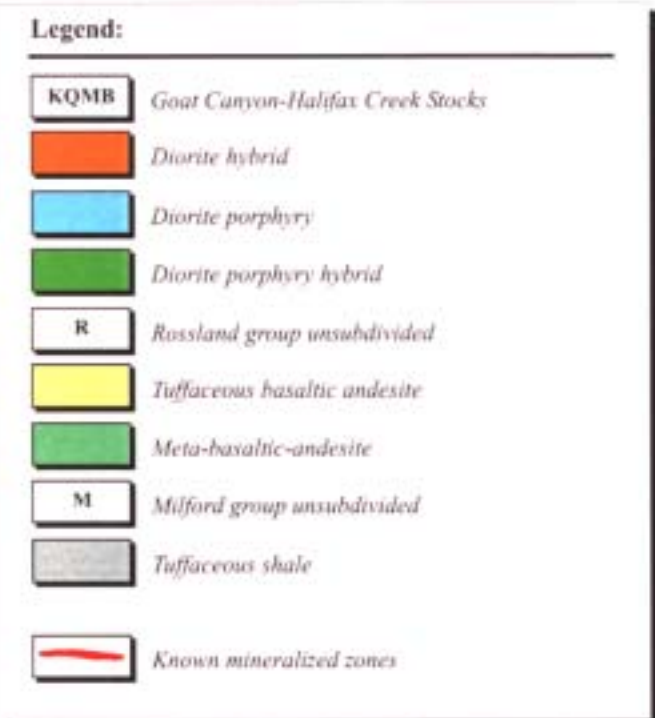 Legend:
KQMB Goat Canyon-Halifax Creek Stocks
Diorite hybrid
Diorite porphyry
Diorite porphyry hybrid
R Rossland group unsubdivided
Tuffaceous basaltic andesite
Meta-basaltic-andesite
M Milford group unsubdivided
Tuffaceous shale
Known mineralized zones